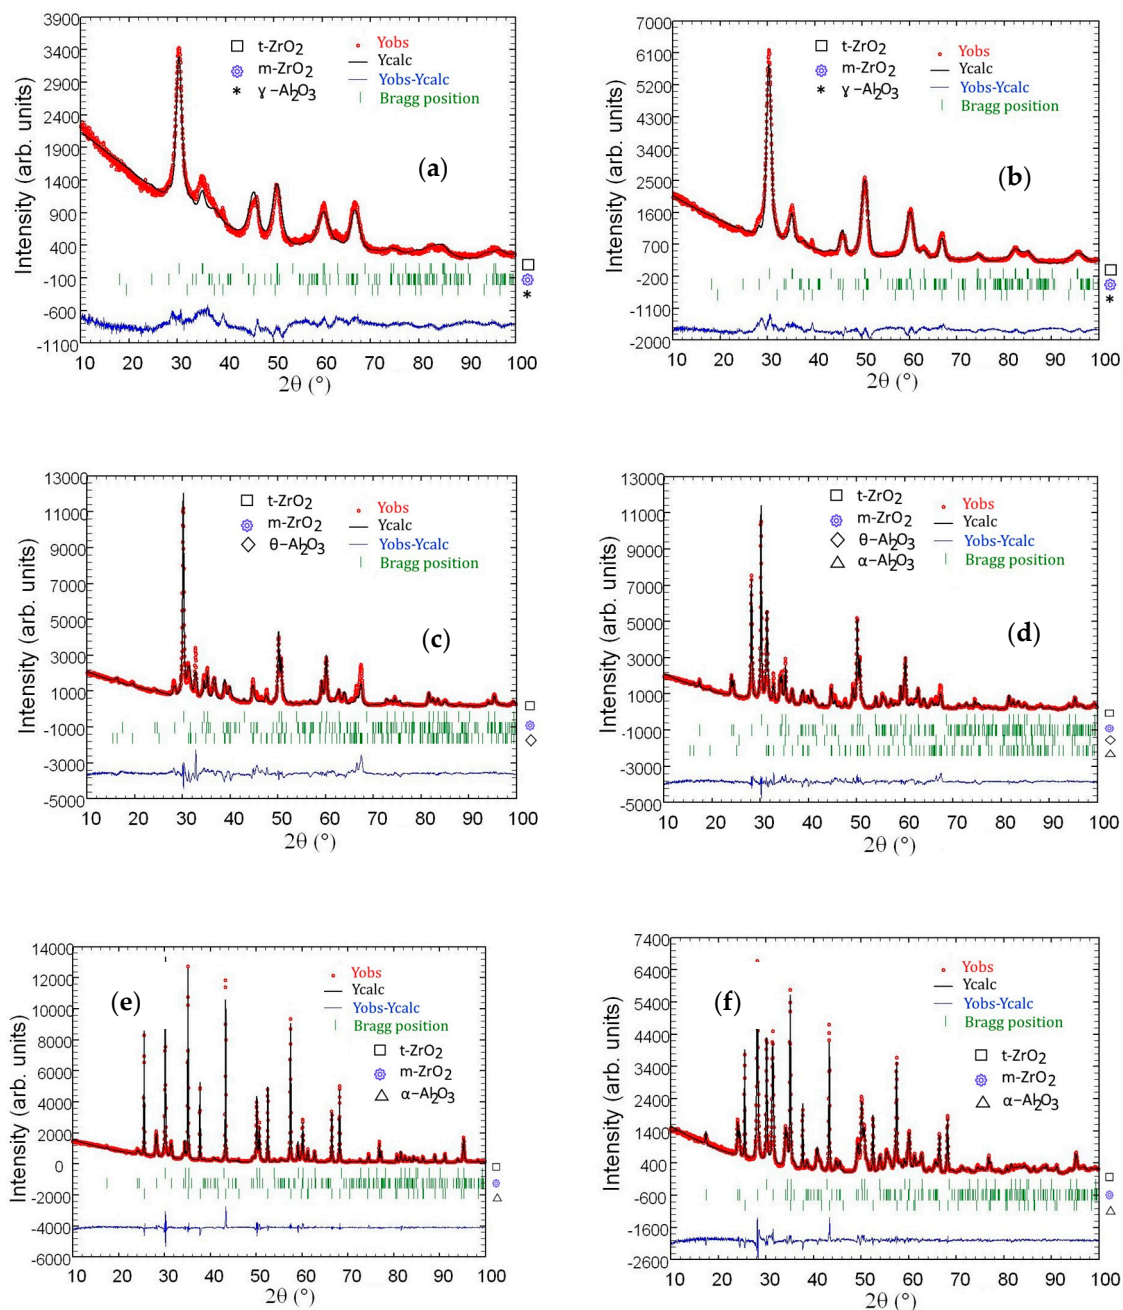 3900
3400
2900
2400
1900
1400
900
400
-100
-600
-1100
Intensity (arb. units)
t-ZrO2
m-ZrO2
* γ-Al2O3
Yobs
Ycalc
Yobs-Ycalc
Bragg position
(a)
*
10 20 30 40 50 60 70 80 90 100
2θ (°)
7000
6100
5200
4300
3400
2500
1600
700
-200
-1100
-2000
Intensity (arb. units)
t-ZrO2
m-ZrO2
* γ-Al2O3
Yobs
Ycalc
Yobs-Ycalc
Bragg position
(b)
*
10 20 30 40 50 60 70 80 90 100
2θ (°)
13000
11000
9000
7000
5000
3000
1000
-1000
-3000
-5000
Intensity (arb. units)
t-ZrO2
m-ZrO2
θ-Al2O3
Yobs
Ycalc
Yobs-Ycalc
Bragg position
(c)
10 20 30 40 50 60 70 80 90 100
2θ (°)
13000
11000
9000
7000
5000
3000
1000
-1000
-3000
-5000
Intensity (arb. units)
t-ZrO2
m-ZrO2
θ-Al2O3
α-Al2O3
Yobs
Ycalc
Yobs-Ycalc
Bragg position
(d)
10 20 30 40 50 60 70 80 90 100
2θ (°)
14000
12000
10000
8000
6000
4000
2000
0
-2000
-4000
-6000
Intensity (arb. units)
(e)
Yobs
Ycalc
Yobs-Ycalc
Bragg position
t-ZrO2
m-ZrO2
α-Al2O3
10 20 30 40 50 60 70 80 90 100
2θ (°)
7400
6400
5400
4400
3400
2400
1400
400
-600
-1600
-2600
Intensity (arb. units)
(f)
Yobs
Ycalc
Yobs-Ycalc
Bragg position
t-ZrO2
m-ZrO2
α-Al2O3
10 20 30 40 50 60 70 80 90 100
2θ (°)